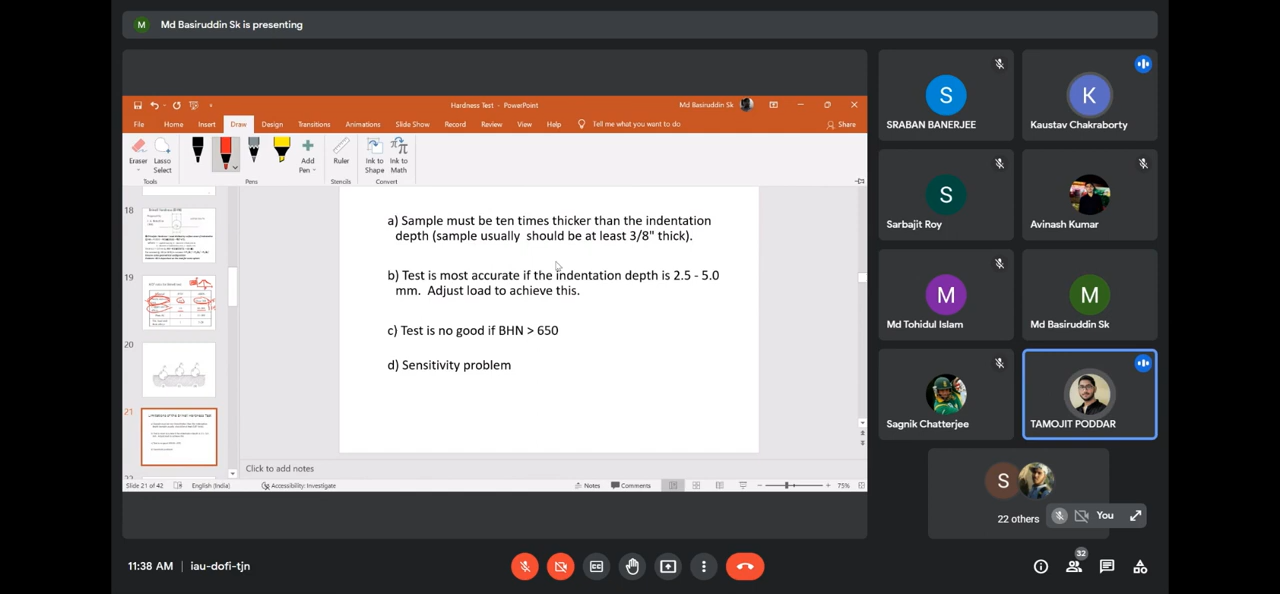 M
Md Basiruddin Sk is presenting
Hardness Test - PowerPoint
Md Basiruddin Sk
File
Home
Insert
Draw
Design
Transitions
Animations
Slide Show
Record
Review
View
Help
Tell me what you want to do
Share
Eraser
Lasso Select
Add Pen
Ruler
Ink to Shape
Ink to Math
Tools
Pens
Stencils
Convert
18
19
20
21
a) Sample must be ten times thicker than the indentation
depth (sample usually should be at least 3/8" thick).
b) Test is most accurate if the indentation depth is 2.5 - 5.0
mm. Adjust load to achieve this.
c) Test is no good if BHN > 650
d) Sensitivity problem
Click to add notes
Slide 21 of 42
English (India)
Accessibility: Investigate
Notes
Comments
75%
S
SRABAN BANERJEE
K
Kaustav Chakraborty
S
Sarbajit Roy
Avinash Kumar
M
Md Tohidul Islam
M
Md Basiruddin Sk
Sagnik Chatterjee
TAMOJIT PODDAR
S
22 others
You
11:38 AM | iau-dofi-tjn
CC
32